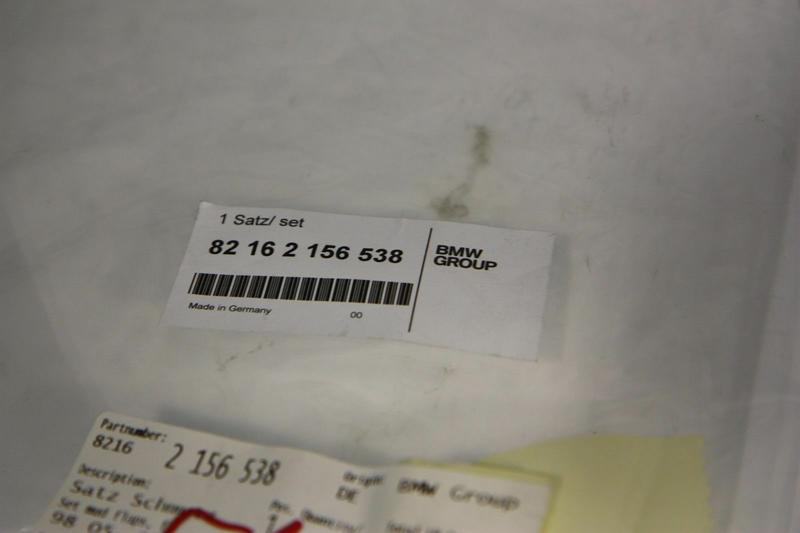 1 Satz/ set
82 16 2 156 538
BMW
GROUP
Made in Germany
00
Partnumber:
8216
2 156 538
Description:
DE
BMW Group
Satz
Set mud flaps,
98 05